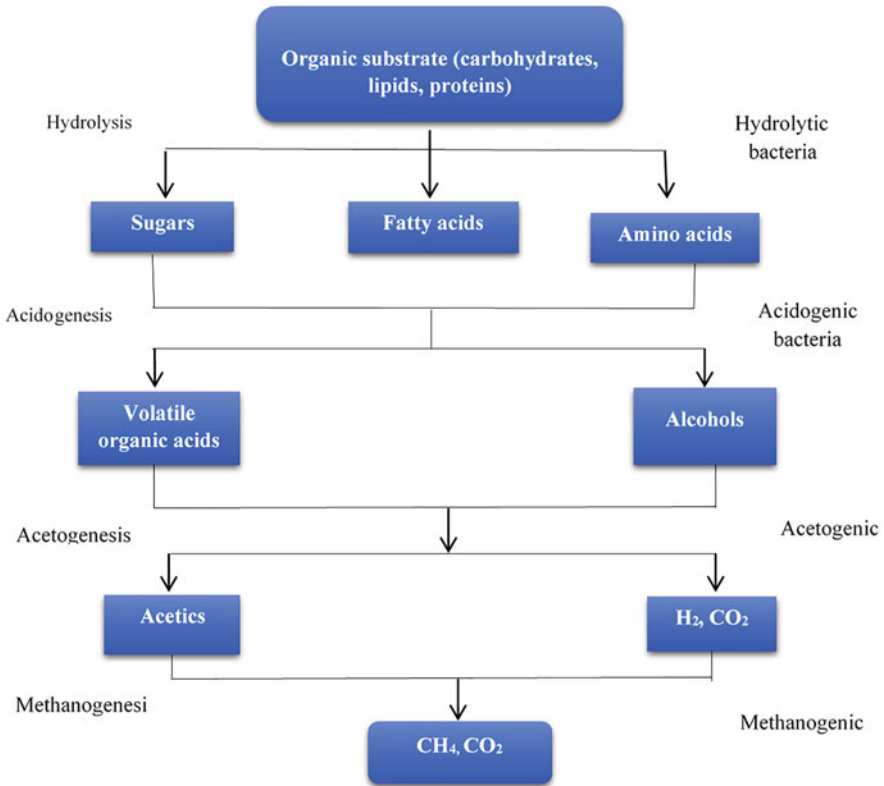 Organic substrate (carbohydrates,
lipids, proteins)
Hydrolysis
Hydrolytic
bacteria
Sugars
Fatty acids
Amino acids
Acidogenesis
Acidogenic
bacteria
Volatile
organic acids
Alcohols
Acetogenesis
Acetogenic
Acetics
H₂, CO₂
Methanogenesi
Methanogenic
CH₄, CO₂